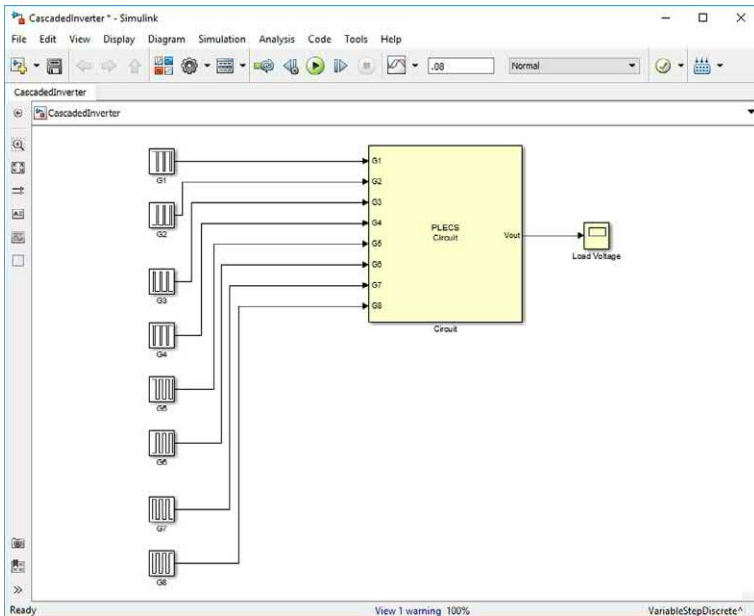 CascadedInverter * - Simulink
File Edit View Display Diagram Simulation Analysis Code Tools Help
.08 Normal
CascadedInverter
CascadedInverter
G1
G2
G3
G4
G5
G6
G7
G8
G1
G2
G3
G4
G5
G6
G7
G8
PLECS
Circuit
Vout
Circuit
Load Voltage
Ready View 1 warning 100% VariableStepDiscrete